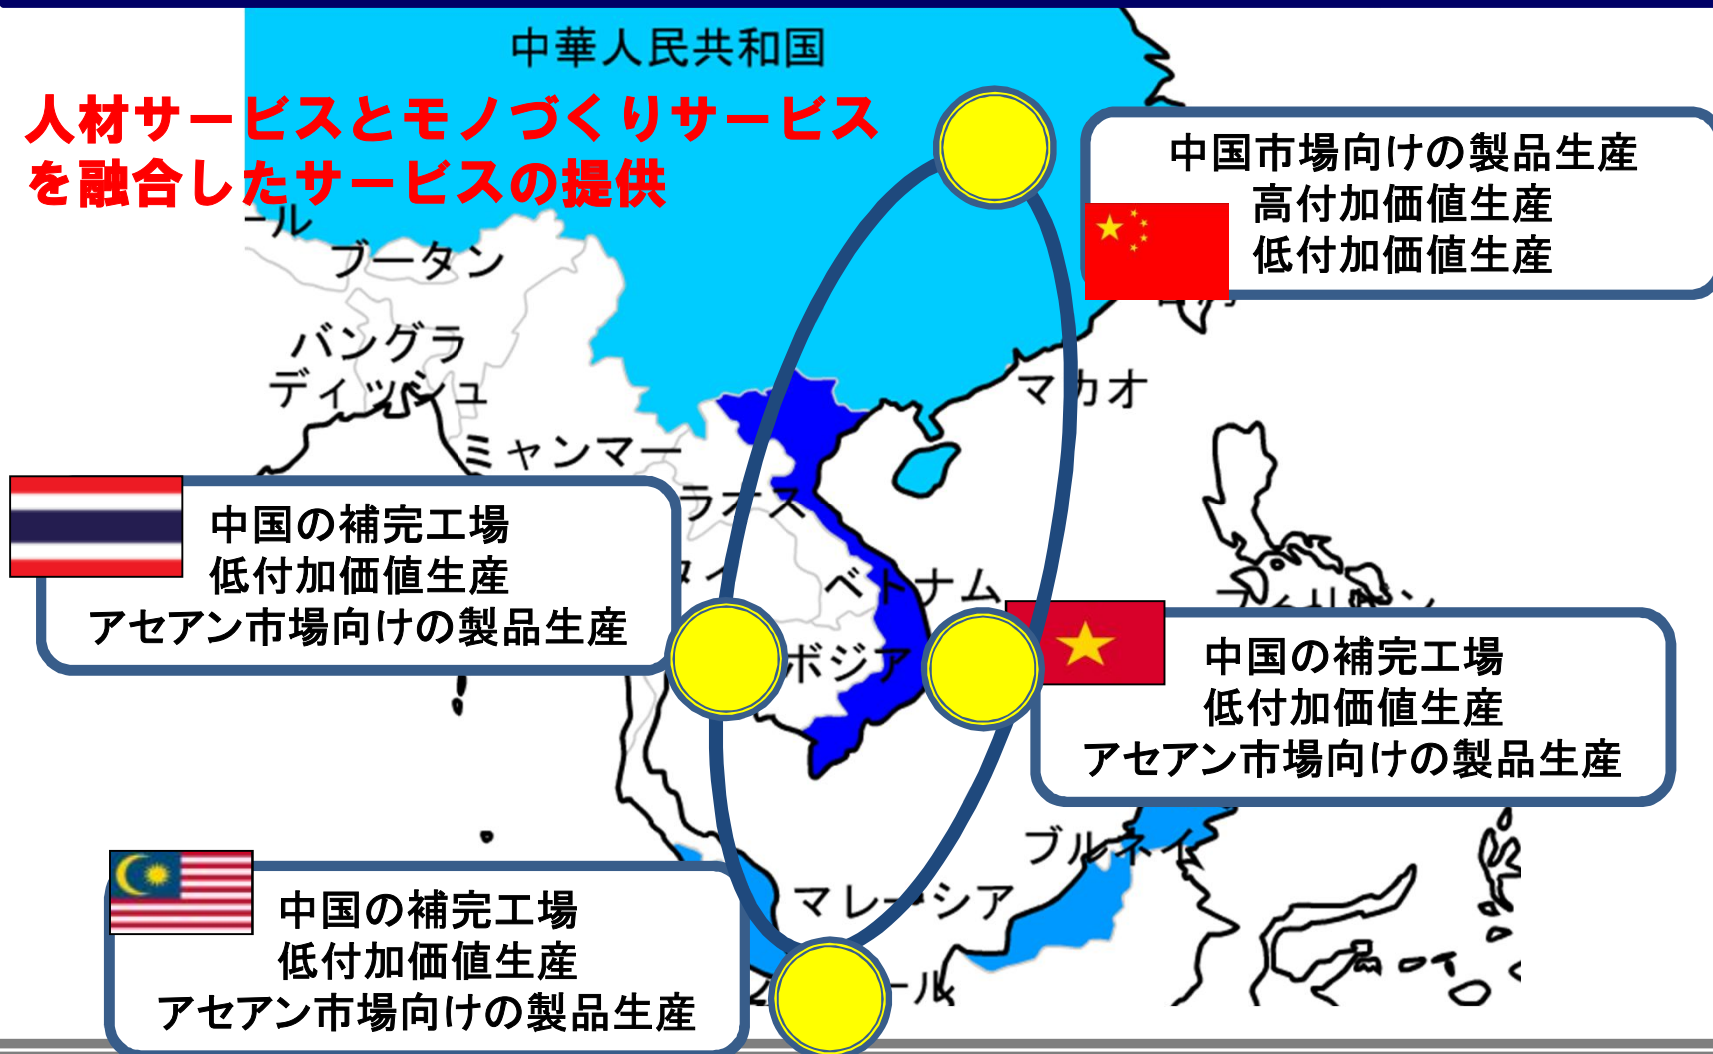 中華人民共和国
人材サービスとモノづくりサービス
を融合したサービスの提供
中国市場向けの製品生産
高付加価値生産
低付加価値生産
ール
ブータン
バングラ
ディッシュ
マカオ
ミャンマー
ラオス
中国の補完工場
低付加価値生産
アセアン市場向けの製品生産
タイ
ベトナム
ボジア
中国の補完工場
低付加価値生産
アセアン市場向けの製品生産
ブルネイ
マレーシア
中国の補完工場
低付加価値生産
アセアン市場向けの製品生産
ール